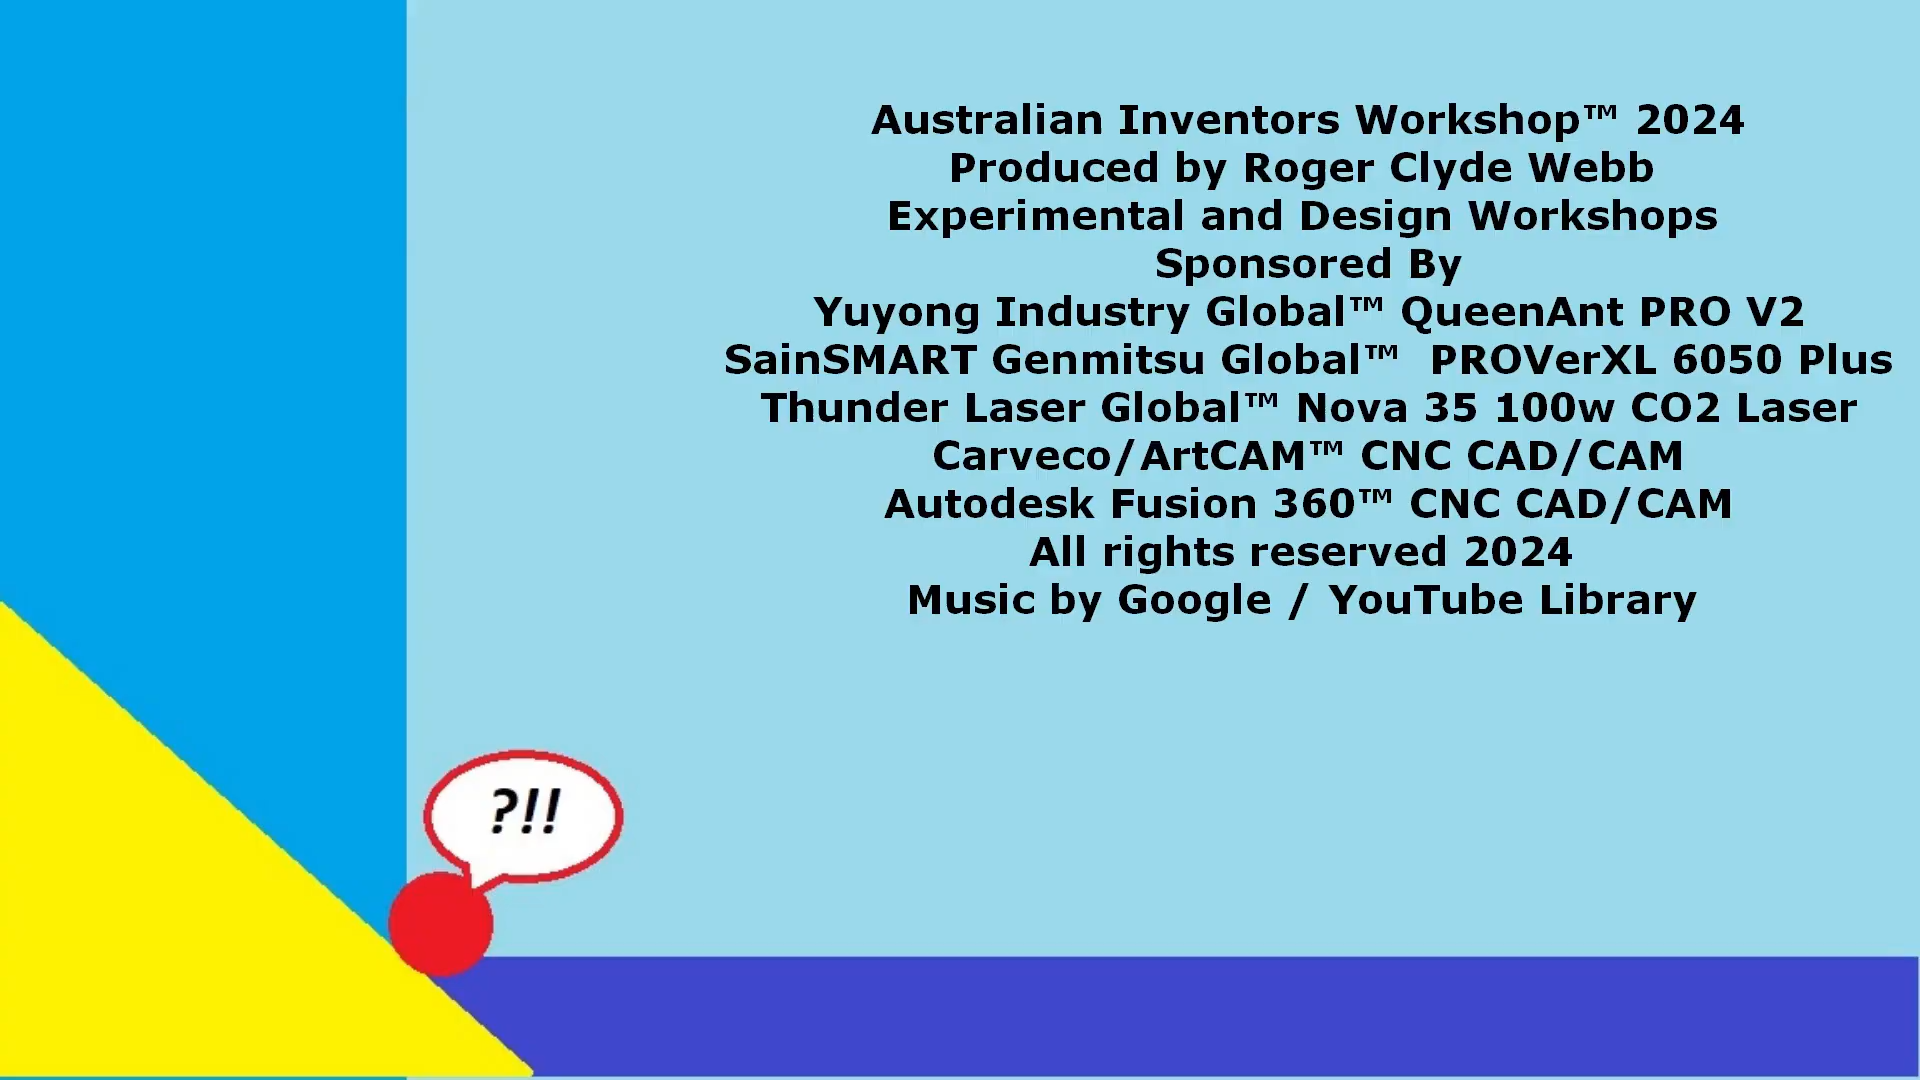 Australian Inventors Workshop™ 2024
Produced by Roger Clyde Webb
Experimental and Design Workshops
Sponsored By
Yuyong Industry Global™ QueenAnt PRO V2
SainSMART Genmitsu Global™  PROVerXL 6050 Plus
Thunder Laser Global™ Nova 35 100w CO2 Laser
Carveco/ArtCAM™ CNC CAD/CAM
Autodesk Fusion 360™ CNC CAD/CAM
All rights reserved 2024
Music by Google / YouTube Library
?!!